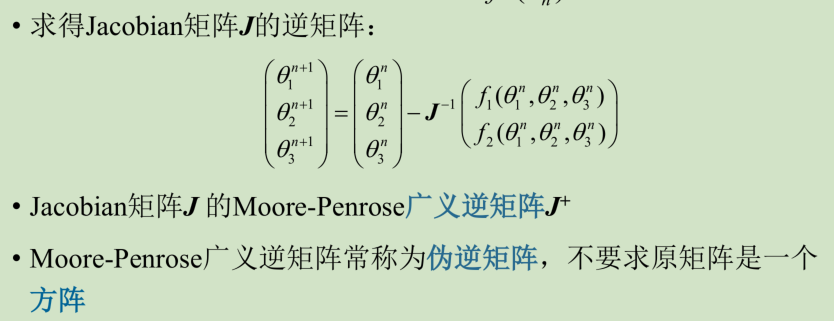 • 求得Jacobian矩阵J的逆矩阵：
\begin{pmatrix} \theta_1^{n+1} \\ \theta_2^{n+1} \\ \theta_3^{n+1} \end{pmatrix} = \begin{pmatrix} \theta_1^n \\ \theta_2^n \\ \theta_3^n \end{pmatrix} - J^{-1} \begin{pmatrix} f_1(\theta_1^n, \theta_2^n, \theta_3^n) \\ f_2(\theta_1^n, \theta_2^n, \theta_3^n) \end{pmatrix}
• Jacobian矩阵J 的Moore-Penrose广义逆矩阵J⁺
• Moore-Penrose广义逆矩阵常称为伪逆矩阵，不要求原矩阵是一个
方阵